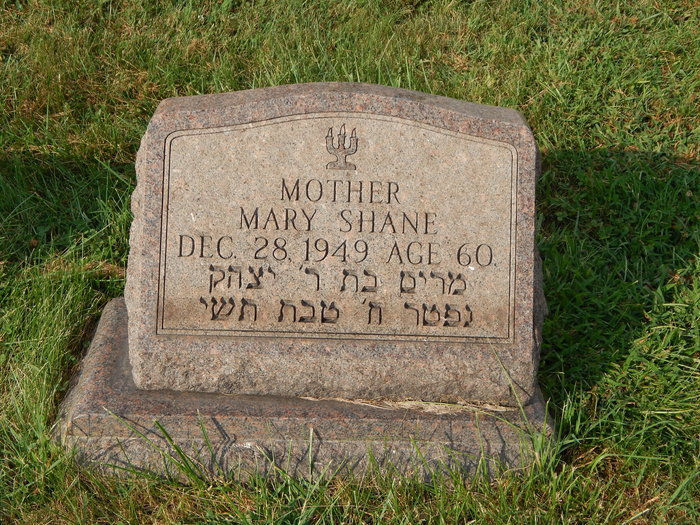 MOTHER
MARY SHANE
DEC. 28, 1949 AGE 60.
מרים בת ר׳ יצחק
נפטר ח׳ טבת תשי